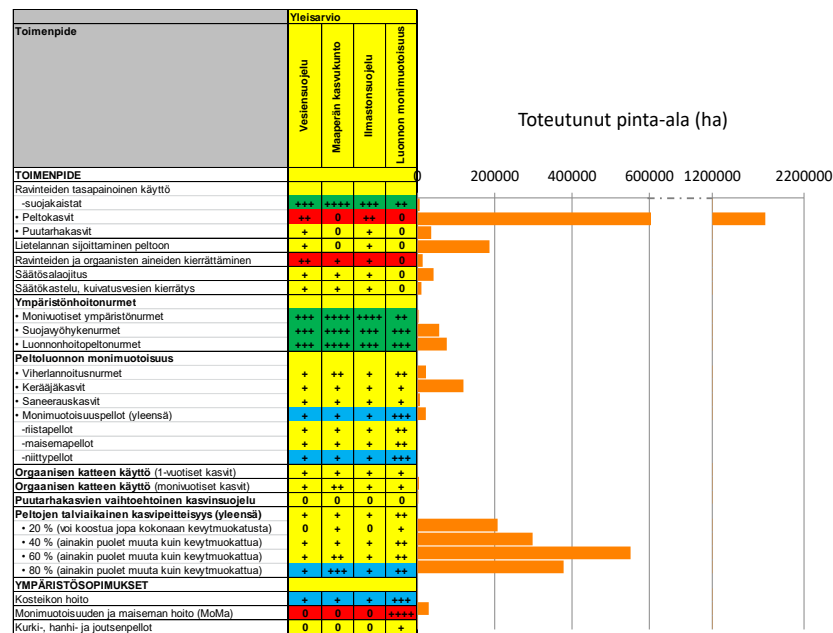 Yleisarvio
Toimenpide
Vesiensuojelu
Maaperän kasvukunto
Ilmastonsuojelu
Luonnon monimuotoisuus
Toteutunut pinta-ala (ha)
0 200000 400000 600000 1200000 2200000
TOIMENPIDE
Ravinteiden tasapainoinen käyttö
-suojakaistat +++ ++++ +++ ++
• Peltokasvit ++ 0 ++ 0
• Puutarhakasvit + 0 + 0
Lietelannan sijoittaminen peltoon + 0 + 0
Ravinteiden ja orgaanisten aineiden kierrättäminen ++ + + 0
Säätösalaojitus + + + 0
Säätökastelu, kuivatusvesien kierrätys + + + 0
Ympäristönhoitonurmet
• Monivuotiset ympäristönurmet +++ ++++ ++++ ++
• Suojavyöhykenurmet +++ ++++ +++ +++
• Luonnonhoitopeltonurmet +++ ++++ +++ +++
Peltoluonnon monimuotoisuus
• Viherlannoitusnurmet + ++ + ++
• Kerääjäkasvit + + + +
• Saneerauskasvit + + + +
• Monimuotoisuuspellot (yleensä) + + + +++
-riistapellot + + + ++
-maisemapellot + + + ++
-niittypellot + + + +++
Orgaanisen katteen käyttö (1-vuotiset kasvit) + + + +
Orgaanisen katteen käyttö (monivuotiset kasvit) + ++ + +
Puutarhakasvien vaihtoehtoinen kasvinsuojelu 0 0 0 0
Peltojen talviaikainen kasvipeitteisyys (yleensä) + + + ++
• 20 % (voi koostua jopa kokonaan kevytmuokatusta) 0 + 0 +
• 40 % (ainakin puolet muuta kuin kevytmuokattua) + + + ++
• 60 % (ainakin puolet muuta kuin kevytmuokattua) + ++ + ++
• 80 % (ainakin puolet muuta kuin kevytmuokattua) + +++ + ++
YMPÄRISTÖSOPIMUKSET
Kosteikon hoito + + + +++
Monimuotoisuuden ja maiseman hoito (MoMa) 0 0 0 ++++
Kurki-, hanhi- ja joutsenpellot 0 0 0 +